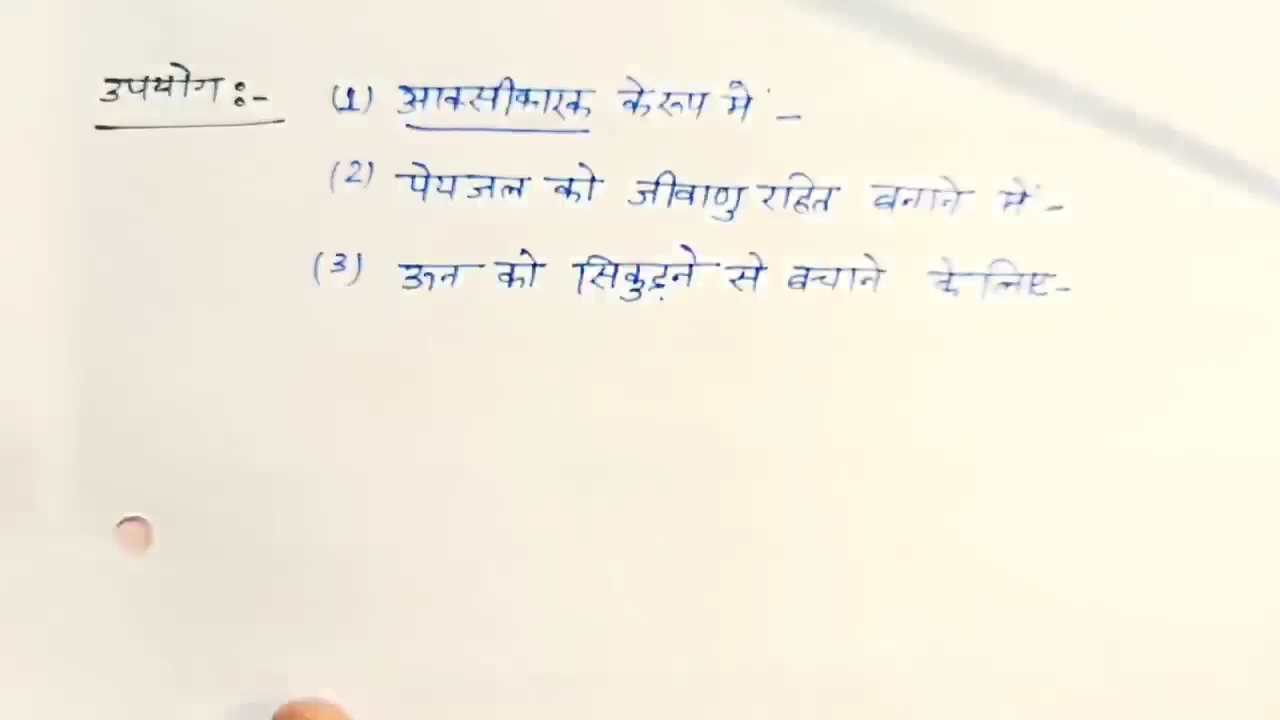 उपयोग :- (1) आक्सीकारक के रूप में -
(2) पेयजल को जीवाणु रहित बनाने में -
(3) ऊन को सिकुड़ने से बचाने के लिए -